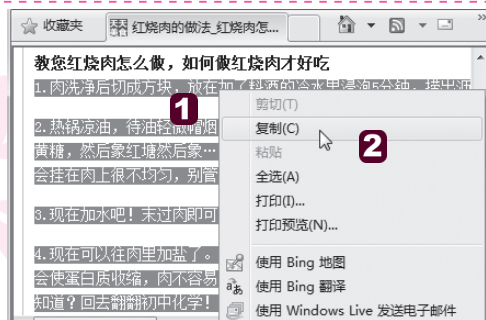 收藏夹 红烧肉的做法_红烧肉怎...
教您红烧肉怎么做，如何做红烧肉才好吃
1.肉洗净后切成方块，放在加了料酒的冷水里浸泡5分钟，捞出沥
1
剪切(T)
2.热锅凉油，待油轻微冒烟
复制(C)
2
黄糖，然后象红塘然后象…
粘贴
会挂在肉上很不均匀，别管
全选(A)
打印(I)...
3.现在加水吧！末过肉即可
打印预览(N)...
4.现在可以往肉里加盐了。
使用 Bing 地图
会使蛋白质收缩，肉不容易
使用 Bing 翻译
知道？回去翻翻初中化学！
使用 Windows Live 发送电子邮件